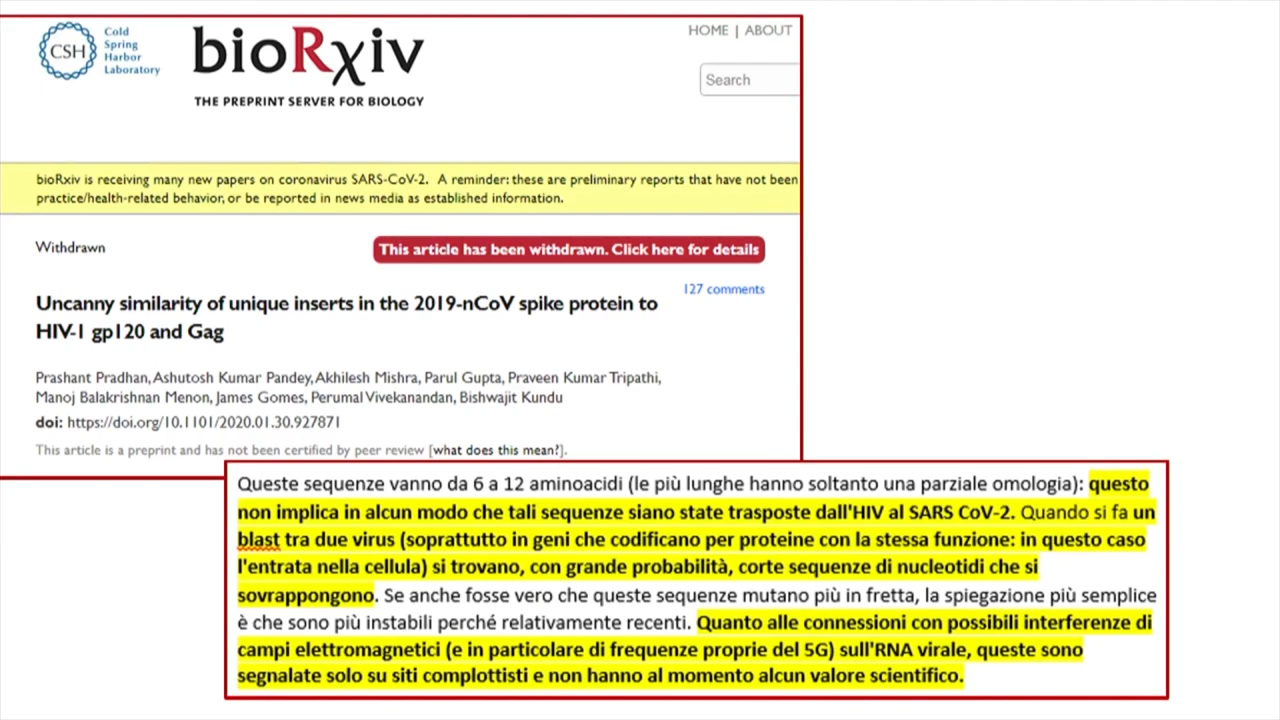 CSH
Cold
Spring
Harbor
Laboratory
bioRχiv
THE PREPRINT SERVER FOR BIOLOGY
HOME | ABOUT
Search
bioRxiv is receiving many new papers on coronavirus SARS-CoV-2. A reminder: these are preliminary reports that have not been
practice/health-related behavior, or be reported in news media as established information.
Withdrawn
This article has been withdrawn. Click here for details
127 comments
Uncanny similarity of unique inserts in the 2019-nCoV spike protein to
HIV-1 gp120 and Gag
Prashant Pradhan, Ashutosh Kumar Pandey, Akhilesh Mishra, Parul Gupta, Praveen Kumar Tripathi,
Manoj Balakrishnan Menon, James Gomes, Perumal Vivekanandan, Bishwajit Kundu
doi: https://doi.org/10.1101/2020.01.30.927871
This article is a preprint and has not been certified by peer review [what does this mean?].
Queste sequenze vanno da 6 a 12 aminoacidi (le più lunghe hanno soltanto una parziale omologia): questo
non implica in alcun modo che tali sequenze siano state trasposte dall'HIV al SARS CoV-2. Quando si fa un
blast tra due virus (soprattutto in geni che codificano per proteine con la stessa funzione: in questo caso
l'entrata nella cellula) si trovano, con grande probabilità, corte sequenze di nucleotidi che si
sovrappongono. Se anche fosse vero che queste sequenze mutano più in fretta, la spiegazione più semplice
è che sono più instabili perché relativamente recenti. Quanto alle connessioni con possibili interferenze di
campi elettromagnetici (e in particolare di frequenze proprie del 5G) sull'RNA virale, queste sono
segnalate solo su siti complottisti e non hanno al momento alcun valore scientifico.